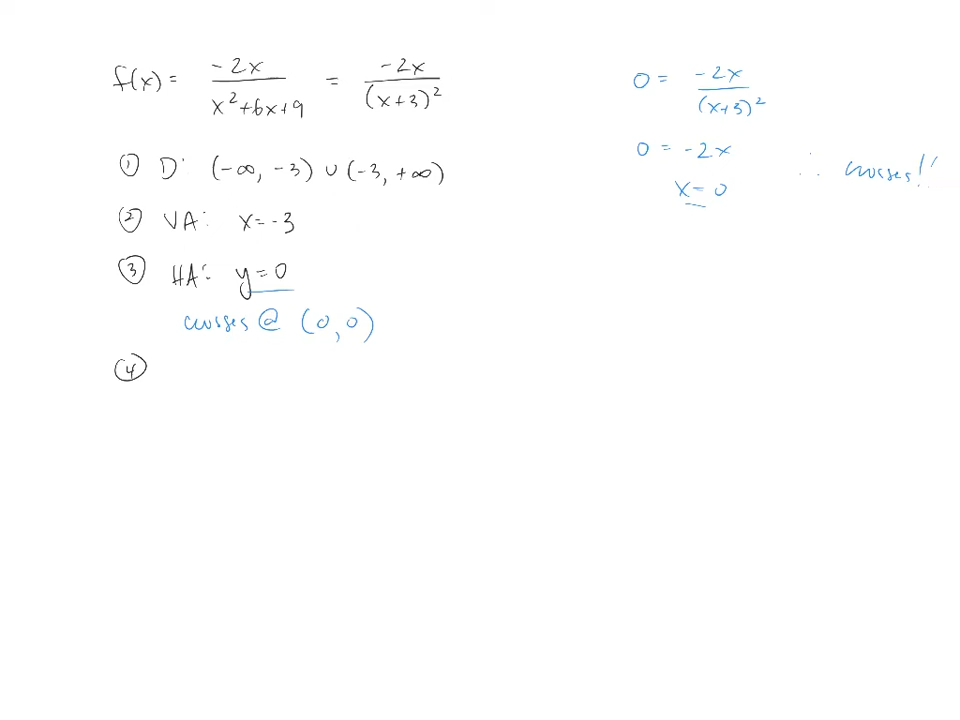 f(x) = -2x / (x²+6x+9) = -2x / (x+3)²
① D: (-∞, -3) ∪ (-3, +∞)
② VA: x=-3
③ HA: y=0
crosses @ (0, 0)
④
0 = -2x / (x+3)²
0 = -2x
x = 0
∴ crosses!!